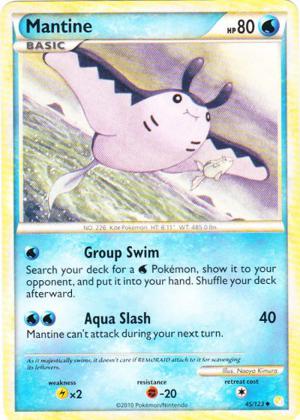 Mantine
HP 80
BASIC
NO. 226 Kite Pokémon HT: 6'11" WT: 485.0 lbs.
Group Swim
Search your deck for a Pokémon, show it to your
opponent, and put it into your hand. Shuffle your deck
afterward.
Aqua Slash 40
Mantine can't attack during your next turn.
As it majestically swims, it doesn't care if REMORAID attach to it for scavenging
its leftovers.
Illus. Naoyo Kimura
weakness resistance retreat cost
×2 -20
©2010 Pokémon/Nintendo 45/123